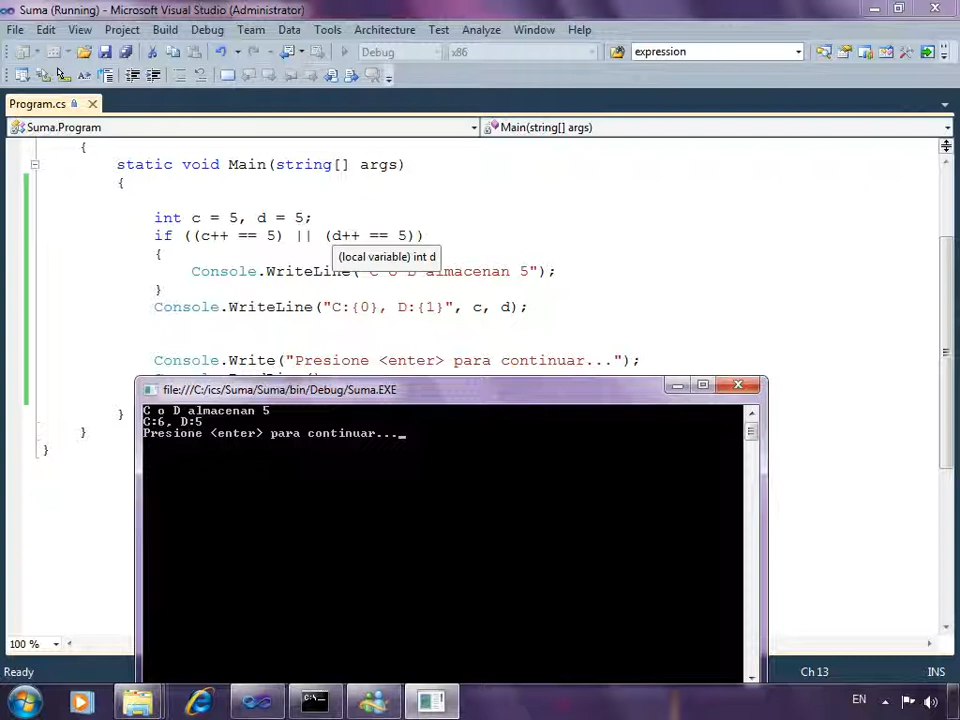 Suma (Running) - Microsoft Visual Studio (Administrator)
File Edit View Project Build Debug Team Data Tools Architecture Test Analyze Window Help
Debug x86 expression
Program.cs
Suma.Program Main(string[] args)
{
static void Main(string[] args)
{
int c = 5, d = 5;
if ((c++ == 5) || (d++ == 5))
{
(local variable) int d
Console.WriteLine("C o D almacenan 5");
}
Console.WriteLine("C:{0}, D:{1}", c, d);
Console.Write("Presione <enter> para continuar...");
}
}
}
file:///C:/ics/Suma/Suma/bin/Debug/Suma.EXE
C o D almacenan 5
C:6, D:5
Presione <enter> para continuar..._
100 %
Ready Ch 13 INS
C:\
EN